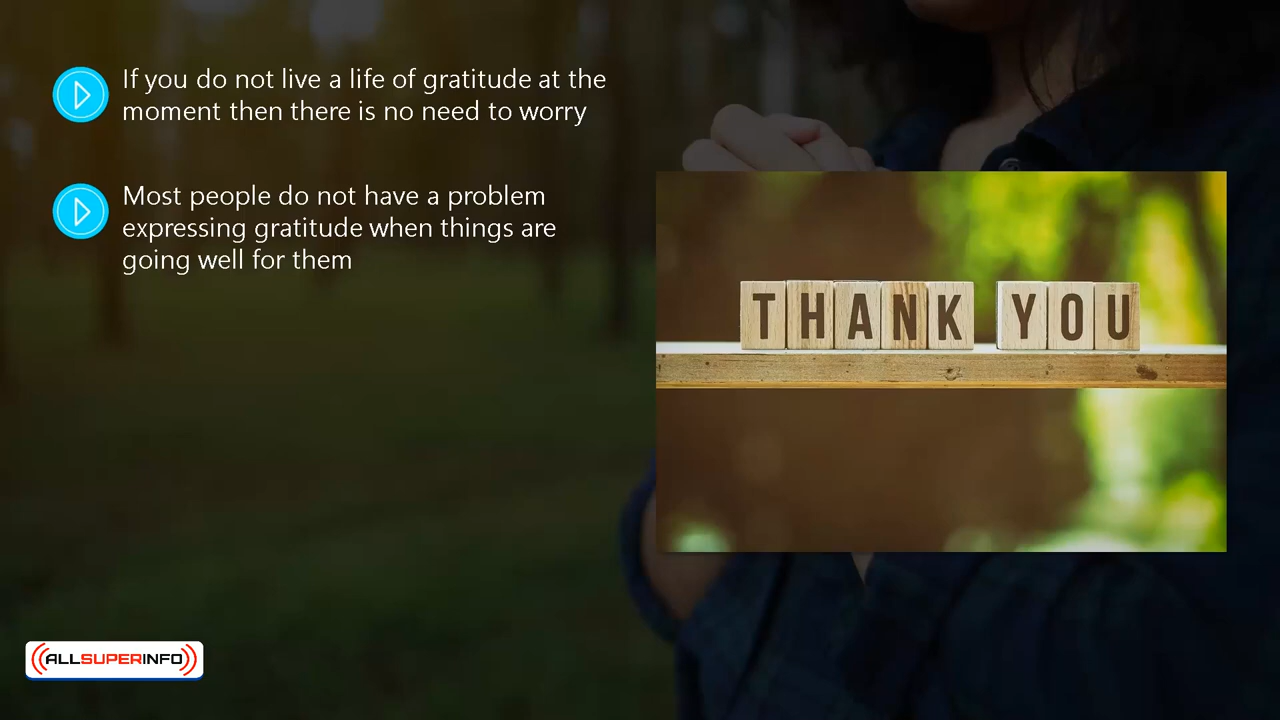 If you do not live a life of gratitude at the
moment then there is no need to worry
Most people do not have a problem
expressing gratitude when things are
going well for them
THANK YOU
ALLSUPERINFO